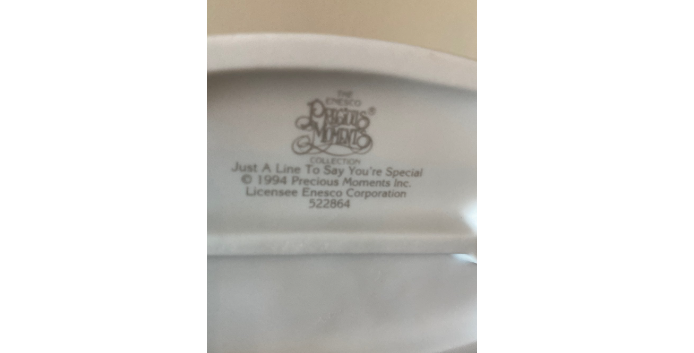 THE
ENESCO
PRECIOUS®
MOMENTS
COLLECTION
Just A Line To Say You're Special
© 1994 Precious Moments Inc.
Licensee Enesco Corporation
522864